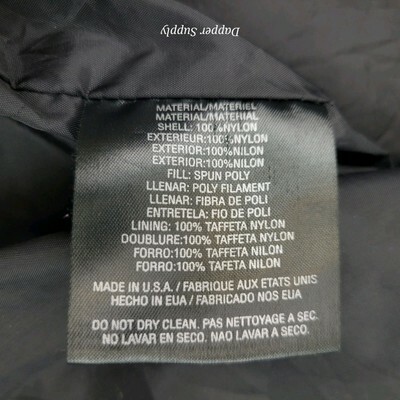 Dapper Supply
MATERIAL/MATERIEL
MATERIAL/MATERIAL
SHELL: 100%NYLON
EXTERIEUR:100%NYLON
EXTERIOR:100%NILON
EXTERIOR:100%NILON
FILL: SPUN POLY
LLENAR: POLY FILAMENT
LLENAR: FIBRA DE POLI
ENTRETELA: FIO DE POLI
LINING: 100% TAFFETA NYLON
DOUBLURE:100% TAFFETA NYLON
FORRO:100% TAFETA NILON
FORRO:100% TAFETA NILON
MADE IN U.S.A./ FABRIQUE AUX ETATS UNIS
HECHO IN EUA / FABRICADO NOS EUA
DO NOT DRY CLEAN. PAS NETTOYAGE A SEC.
NO LAVAR EN SECO. NAO LAVAR A SECO.